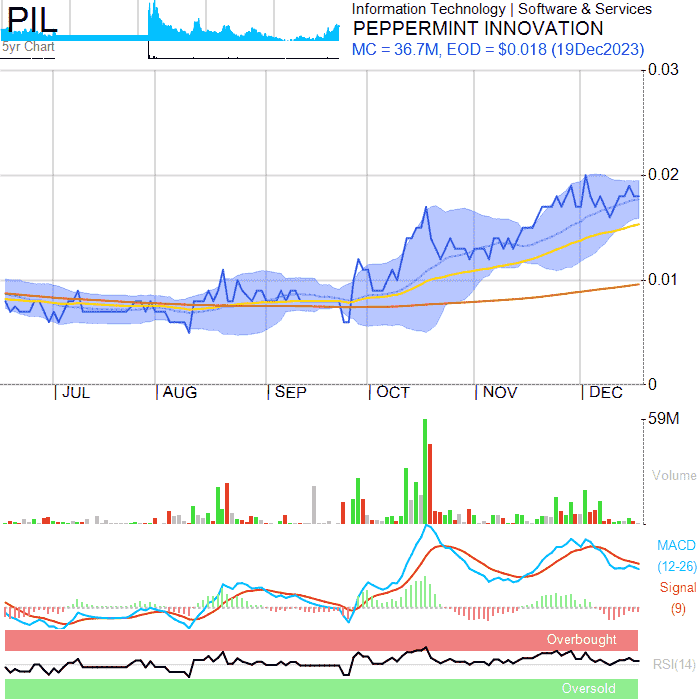 PIL
5yr Chart
Information Technology | Software & Services
PEPPERMINT INNOVATION
MC = 36.7M, EOD = $0.018 (19Dec2023)
0.03
0.02
0.01
0
JUL
AUG
SEP
OCT
NOV
DEC
59M
Volume
MACD
(12-26)
Signal
(9)
Overbought
RSI(14)
Oversold